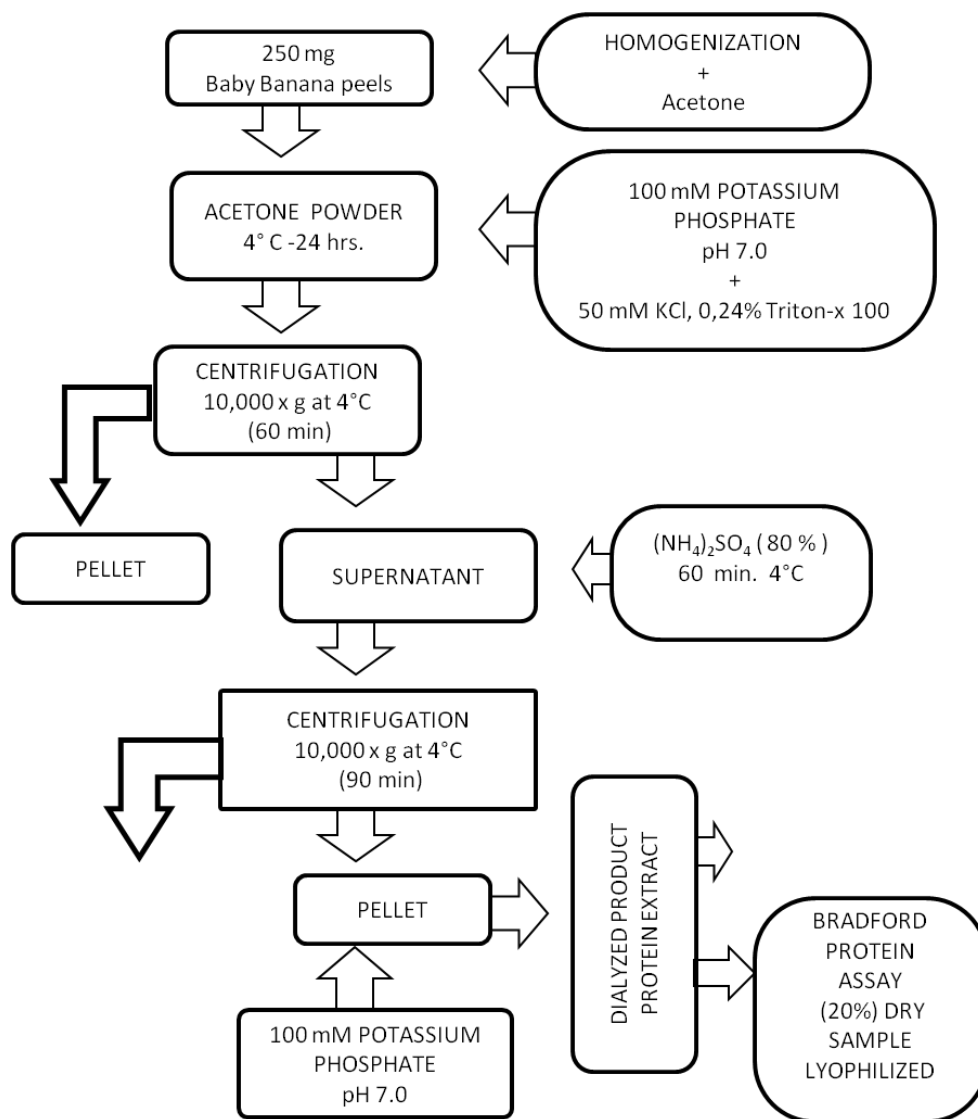 250 mg
Baby Banana peels
HOMOGENIZATION
+
Acetone
ACETONE POWDER
4° C -24 hrs.
100 mM POTASSIUM
PHOSPHATE
pH 7.0
+
50 mM KCl, 0,24% Triton-x 100
CENTRIFUGATION
10,000 x g at 4°C
(60 min)
PELLET
SUPERNATANT
(NH₄)₂SO₄ ( 80 % )
60 min. 4°C
CENTRIFUGATION
10,000 x g at 4°C
(90 min)
PELLET
100 mM POTASSIUM
PHOSPHATE
pH 7.0
DIALYZED PRODUCT
PROTEIN EXTRACT
BRADFORD
PROTEIN
ASSAY
(20%) DRY
SAMPLE
LYOPHILIZED